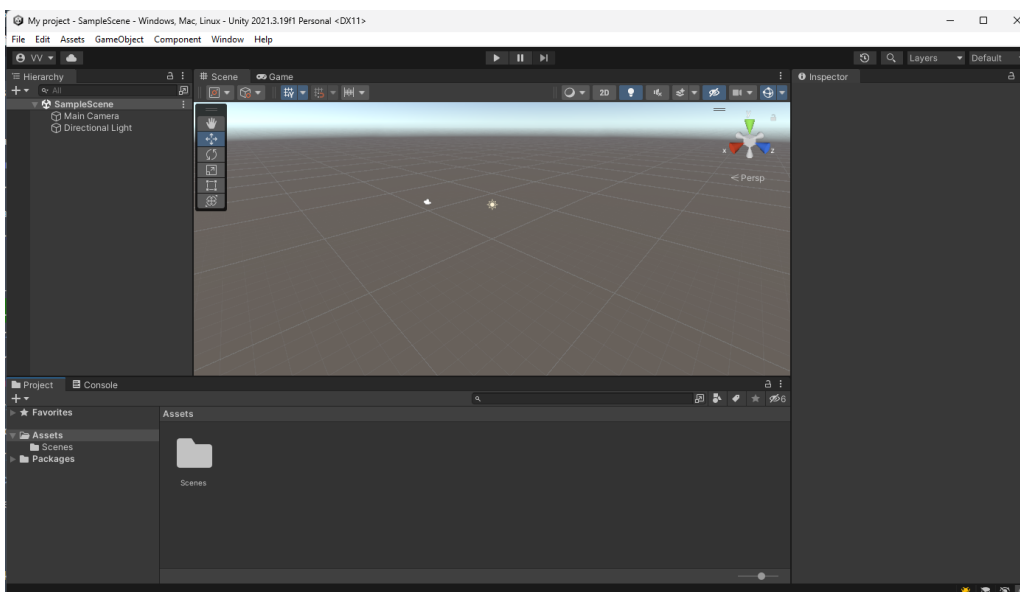 My project - SampleScene - Windows, Mac, Linux - Unity 2021.3.19f1 Personal <DX11>
File Edit Assets GameObject Component Window Help
VV Layers Default
Hierarchy
All
SampleScene
Main Camera
Directional Light
Scene Game
2D
x z
Persp
Inspector
Project Console
6
Favorites
Assets
Scenes
Packages
Assets
Scenes